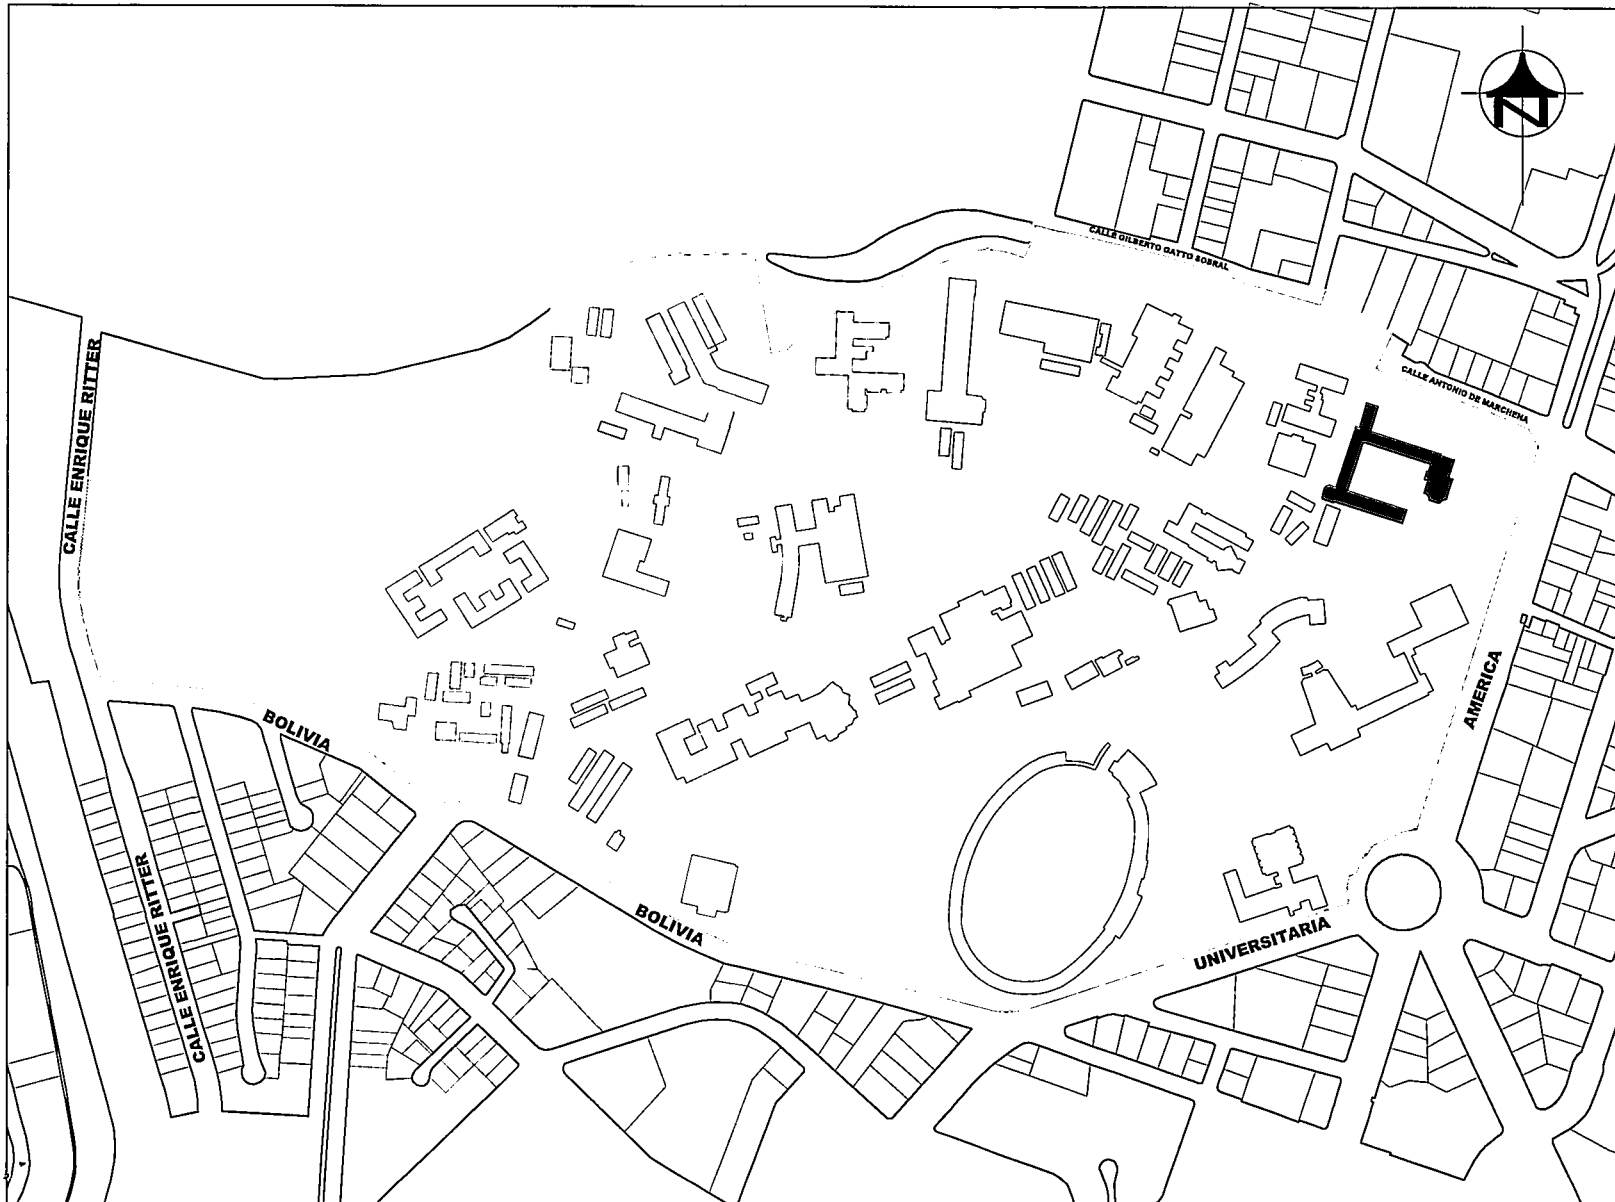 N
CALLE GILBERTO GATTO SOBRAL
CALLE ANTONIO DE MARCHENA
CALLE ENRIQUE RITTER
AMERICA
BOLIVIA
BOLIVIA
UNIVERSITARIA
CALLE ENRIQUE RITTER